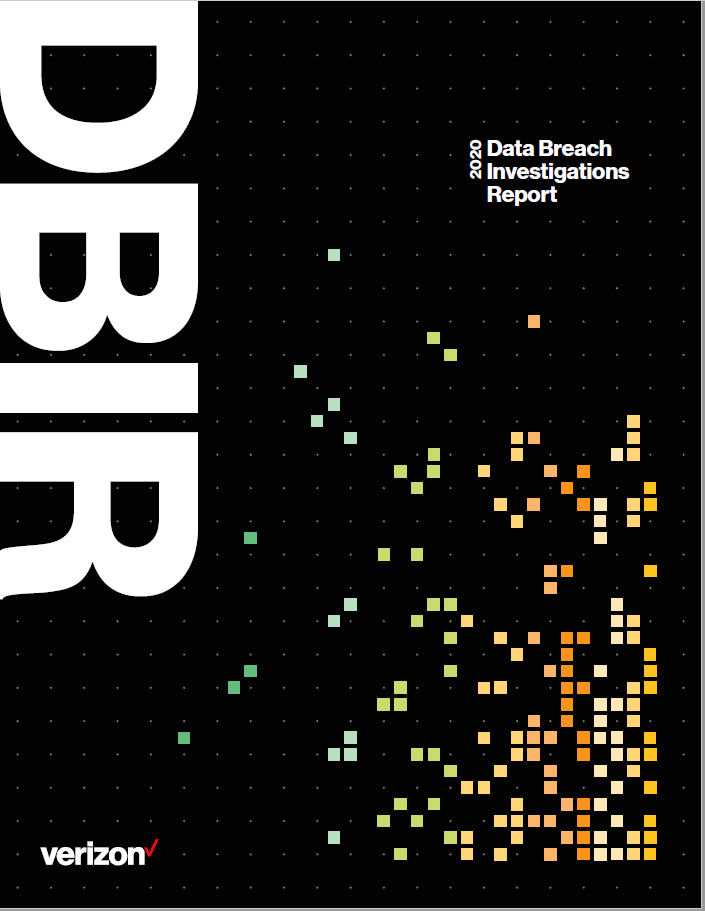 DBIR
2020
Data Breach
Investigations
Report
verizon✓